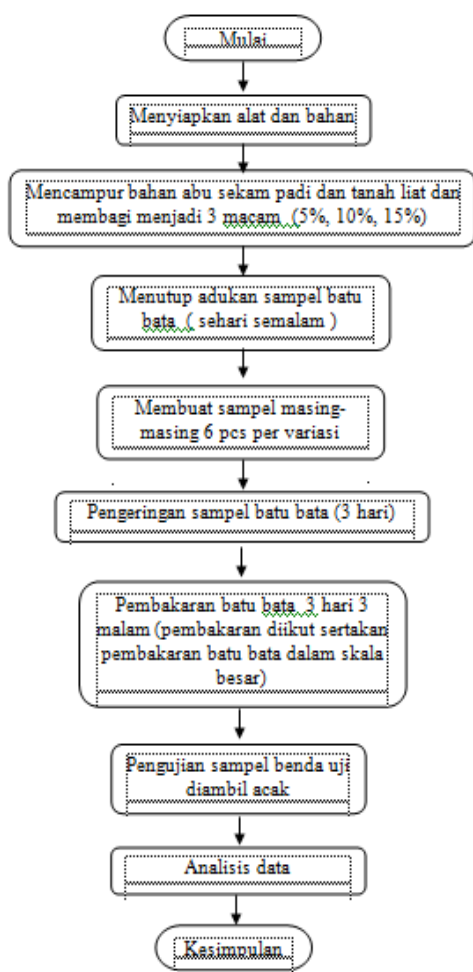 Mulai
Menyiapkan alat dan bahan
Mencampur bahan abu sekam padi dan tanah liat dan
membagi menjadi 3 macam (5%, 10%, 15%)
Menutup adukan sampel batu
bata ( sehari semalam )
Membuat sampel masing-
masing 6 pcs per variasi
Pengeringan sampel batu bata (3 hari)
Pembakaran batu bata 3 hari 3
malam (pembakaran diikut sertakan
pembakaran batu bata dalam skala
besar)
Pengujian sampel benda uji
diambil acak
Analisis data
Kesimpulan